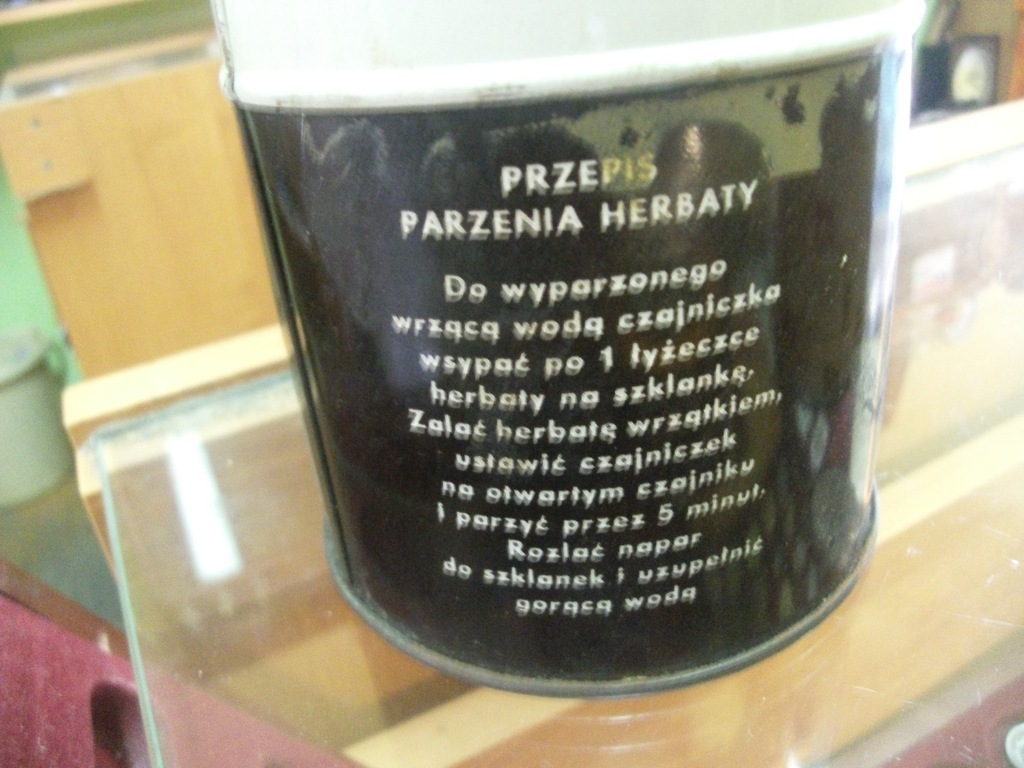 PRZEPIS
PARZENIA HERBATY
Do wyparzonego
wrzącą wodą czajniczka
wsypać po 1 łyżeczce
herbaty na szklankę.
Zalać herbatę wrzątkiem,
ustawić czajniczek
na otwartym czajniku
i parzyć przez 5 minut.
Rozlać napar
do szklanek i uzupełnić
gorącą wodą